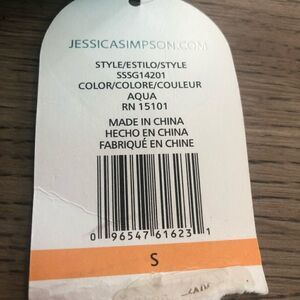 JESSICASIMPSON.COM
STYLE/ESTILO/STYLE
SSSG14201
COLOR/COLORE/COULEUR
AQUA
RN 15101
MADE IN CHINA
HECHO EN CHINA
FABRIQUÉ EN CHINE
0 96547 61623 1
S